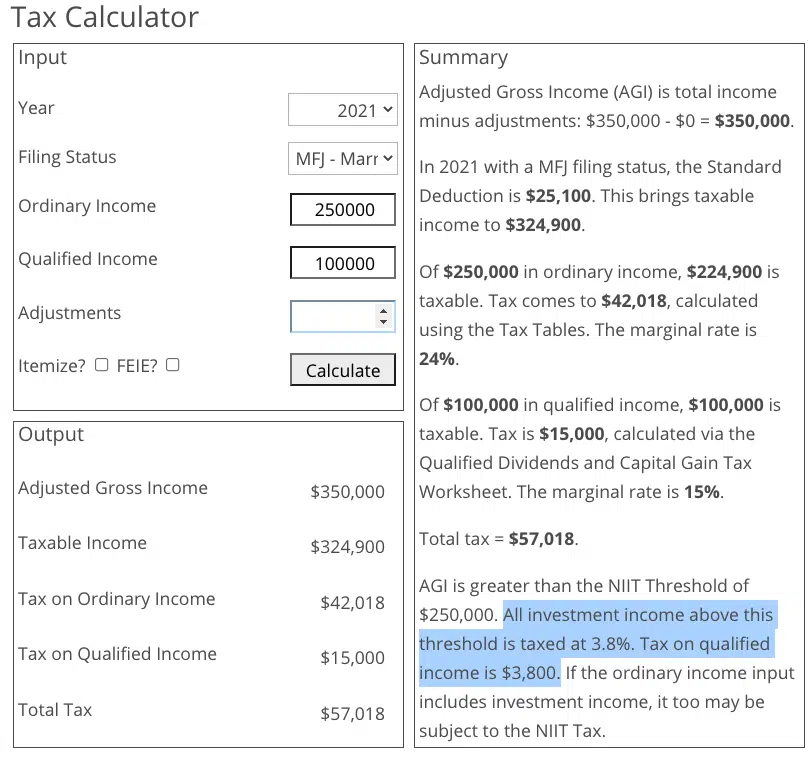 Tax Calculator
Input
Year
2021
Filing Status
MFJ - Marr
Ordinary Income
250000
Qualified Income
100000
Adjustments
Itemize? FEIE?
Calculate
Output
Adjusted Gross Income
$350,000
Taxable Income
$324,900
Tax on Ordinary Income
$42,018
Tax on Qualified Income
$15,000
Total Tax
$57,018
Summary
Adjusted Gross Income (AGI) is total income
minus adjustments: $350,000 - $0 = $350,000.
In 2021 with a MFJ filing status, the Standard
Deduction is $25,100. This brings taxable
income to $324,900.
Of $250,000 in ordinary income, $224,900 is
taxable. Tax comes to $42,018, calculated
using the Tax Tables. The marginal rate is
24%.
Of $100,000 in qualified income, $100,000 is
taxable. Tax is $15,000, calculated via the
Qualified Dividends and Capital Gain Tax
Worksheet. The marginal rate is 15%.
Total tax = $57,018.
AGI is greater than the NIIT Threshold of
$250,000. All investment income above this
threshold is taxed at 3.8%. Tax on qualified
income is $3,800. If the ordinary income input
includes investment income, it too may be
subject to the NIIT Tax.